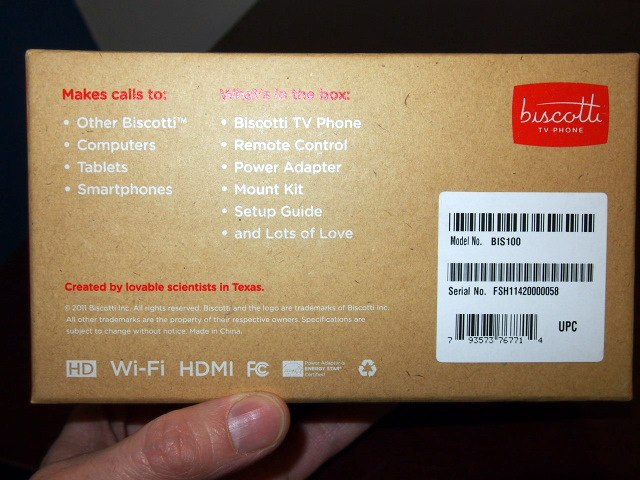 Makes calls to:
• Other Biscotti™
• Computers
• Tablets
• Smartphones
What's in the box:
• Biscotti TV Phone
• Remote Control
• Power Adapter
• Mount Kit
• Setup Guide
• and Lots of Love
biscotti
TV PHONE
Model No. BIS100
Serial No. FSH11420000058
UPC
7 93573 76771 4
Created by lovable scientists in Texas.
© 2011 Biscotti Inc. All rights reserved. Biscotti and the logo are trademarks of Biscotti Inc.
All other trademarks are the property of their respective owners. Specifications are
subject to change without notice. Made in China.
HD Wi-Fi HDMI FC
Power Adapter is
ENERGY STAR®
Certified